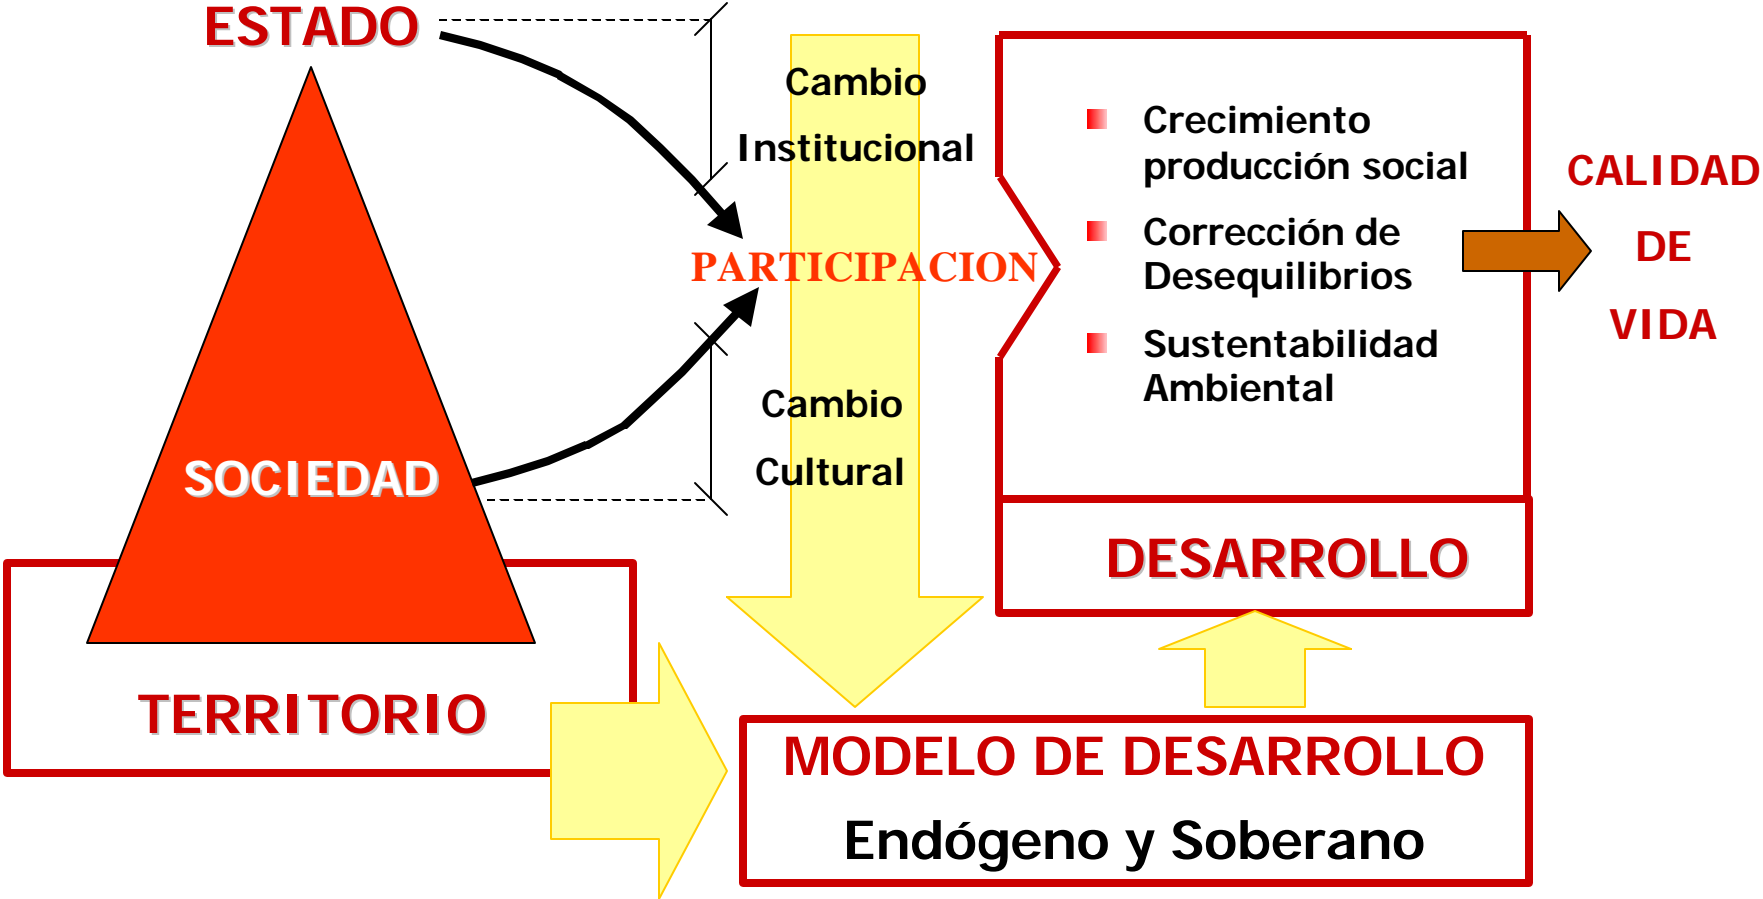 ESTADO
SOCIEDAD
TERRITORIO
Cambio
Institucional
PARTICIPACION
Cambio
Cultural
Crecimiento
producción social
Corrección de
Desequilibrios
Sustentabilidad
Ambiental
DESARROLLO
CALIDAD
DE
VIDA
MODELO DE DESARROLLO
Endógeno y Soberano